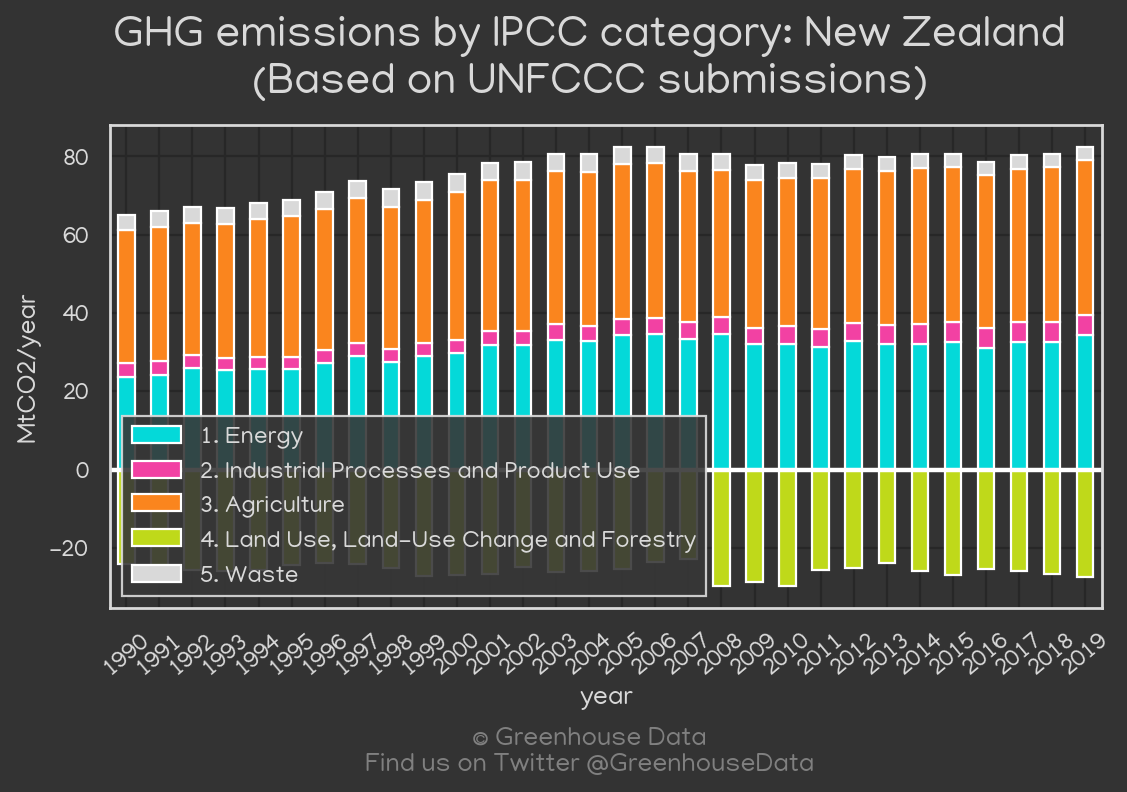 GHG emissions by IPCC category: New Zealand
(Based on UNFCCC submissions)
80
60
40
20
0
−20
MtCO2/year
1. Energy
2. Industrial Processes and Product Use
3. Agriculture
4. Land Use, Land-Use Change and Forestry
5. Waste
1990 1991 1992 1993 1994 1995 1996 1997 1998 1999 2000 2001 2002 2003 2004 2005 2006 2007 2008 2009 2010 2011 2012 2013 2014 2015 2016 2017 2018 2019
year
© Greenhouse Data
Find us on Twitter @GreenhouseData